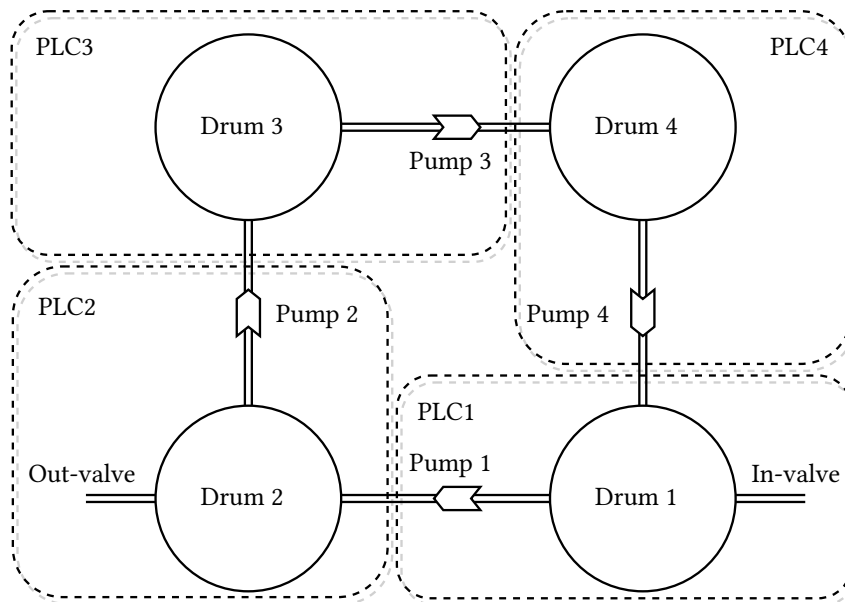 PLC3
PLC4
Drum 3
Drum 4
Pump 3
PLC2
Pump 2
Pump 4
PLC1
Pump 1
Out-valve
In-valve
Drum 2
Drum 1